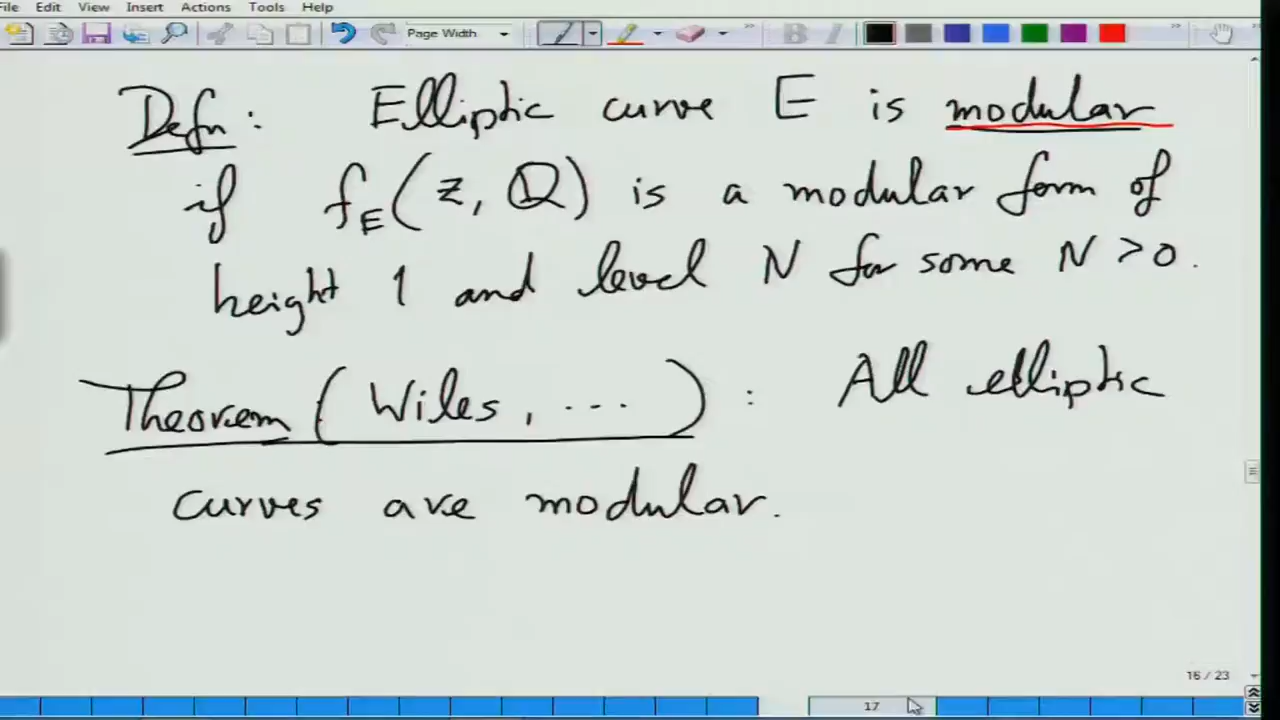 File Edit View Insert Actions Tools Help
Page Width
Defn: Elliptic curve E is modular
if f_E(z, Q) is a modular form of
height 1 and level N for some N > 0.
Theorem (Wiles, ...) : All elliptic
curves are modular.
16 / 23
17